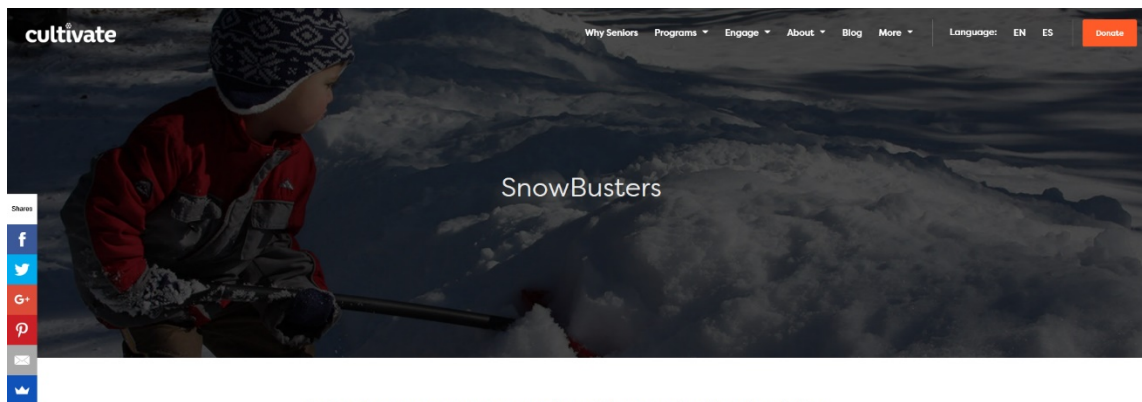 cultivate
Why Seniors Programs Engage About Blog More Language: EN ES Donate
SnowBusters
Shares
f
G+